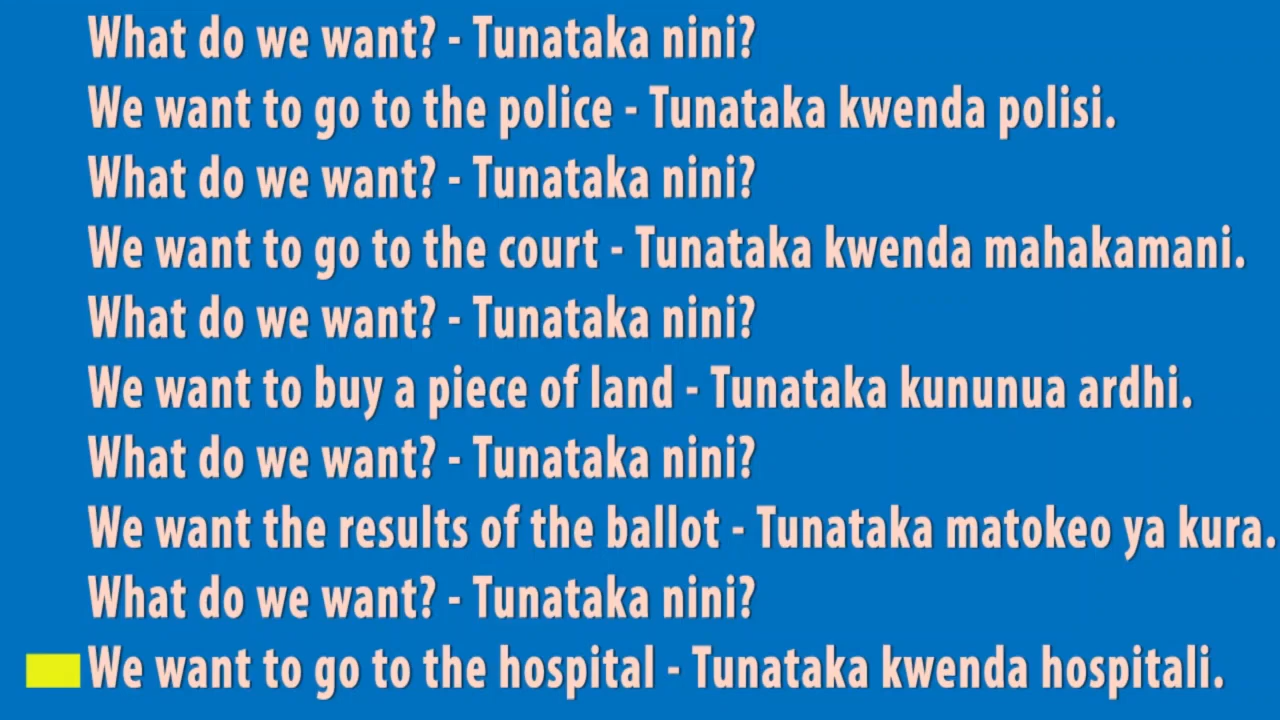 What do we want? - Tunataka nini?
We want to go to the police - Tunataka kwenda polisi.
What do we want? - Tunataka nini?
We want to go to the court - Tunataka kwenda mahakamani.
What do we want? - Tunataka nini?
We want to buy a piece of land - Tunataka kununua ardhi.
What do we want? - Tunataka nini?
We want the results of the ballot - Tunataka matokeo ya kura.
What do we want? - Tunataka nini?
We want to go to the hospital - Tunataka kwenda hospitali.